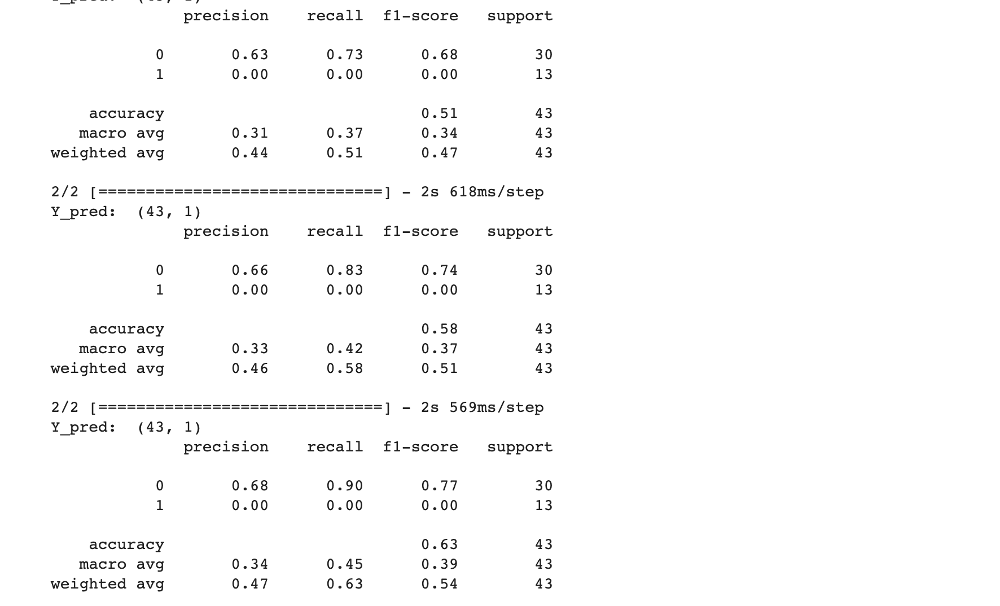 precision recall f1-score support
0 0.63 0.73 0.68 30
1 0.00 0.00 0.00 13
accuracy 0.51 43
macro avg 0.31 0.37 0.34 43
weighted avg 0.44 0.51 0.47 43
2/2 [==============================] - 2s 618ms/step
Y_pred: (43, 1)
precision recall f1-score support
0 0.66 0.83 0.74 30
1 0.00 0.00 0.00 13
accuracy 0.58 43
macro avg 0.33 0.42 0.37 43
weighted avg 0.46 0.58 0.51 43
2/2 [==============================] - 2s 569ms/step
Y_pred: (43, 1)
precision recall f1-score support
0 0.68 0.90 0.77 30
1 0.00 0.00 0.00 13
accuracy 0.63 43
macro avg 0.34 0.45 0.39 43
weighted avg 0.47 0.63 0.54 43